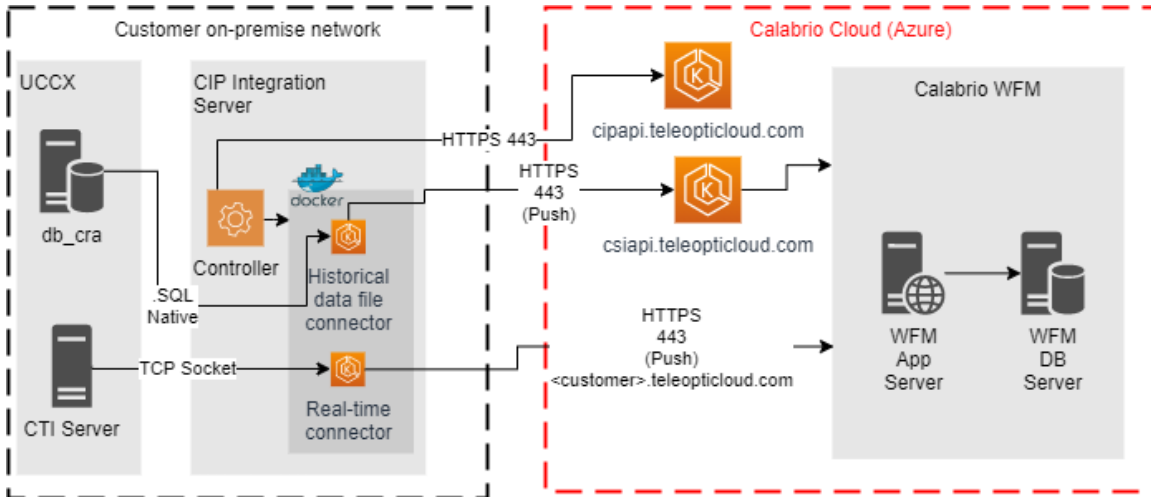 Customer on-premise network
Calabrio Cloud (Azure)
UCCX
CIP Integration
Server
Calabrio WFM
HTTPS 443
cipapi.teleopticloud.com
HTTPS
443
(Push)
docker
db_cra
csiapi.teleopticloud.com
Controller
Historical
data file
connector
.SQL
Native
HTTPS
443
(Push)
<customer>.teleopticloud.com
WFM
App
Server
WFM
DB
Server
TCP Socket
CTI Server
Real-time
connector